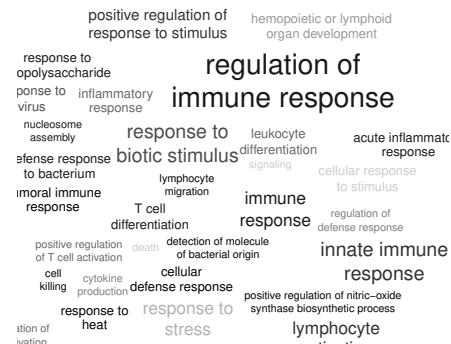 positive regulation of
response to stimulus
hemopoietic or lymphoid
organ development
response to
opolysaccharide
regulation of
immune response
ponse to
virus
inflammatory
response
nucleosome
assembly
response to
biotic stimulus
leukocyte
differentiation
signaling
acute inflammato
response
efense response
to bacterium
cellular response
to stimulus
lymphocyte
migration
moral immune
response
immune
response
T cell
differentiation
regulation of
defense response
positive regulation
of T cell activation
death
detection of molecule
of bacterial origin
innate immune
response
cell
killing
cytokine
production
cellular
defense response
positive regulation of nitric−oxide
synthase biosynthetic process
response to
heat
response to
stress
lymphocyte
ation of